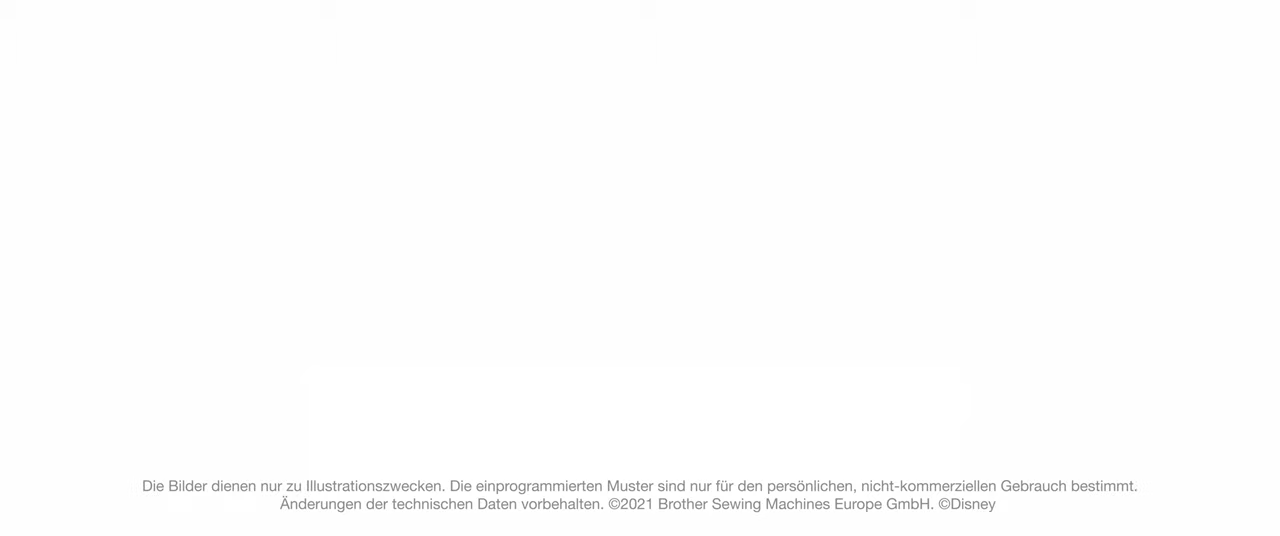 Die Bilder dienen nur zu Illustrationszwecken. Die einprogrammierten Muster sind nur für den persönlichen, nicht-kommerziellen Gebrauch bestimmt.
Änderungen der technischen Daten vorbehalten. ©2021 Brother Sewing Machines Europe GmbH. ©Disney